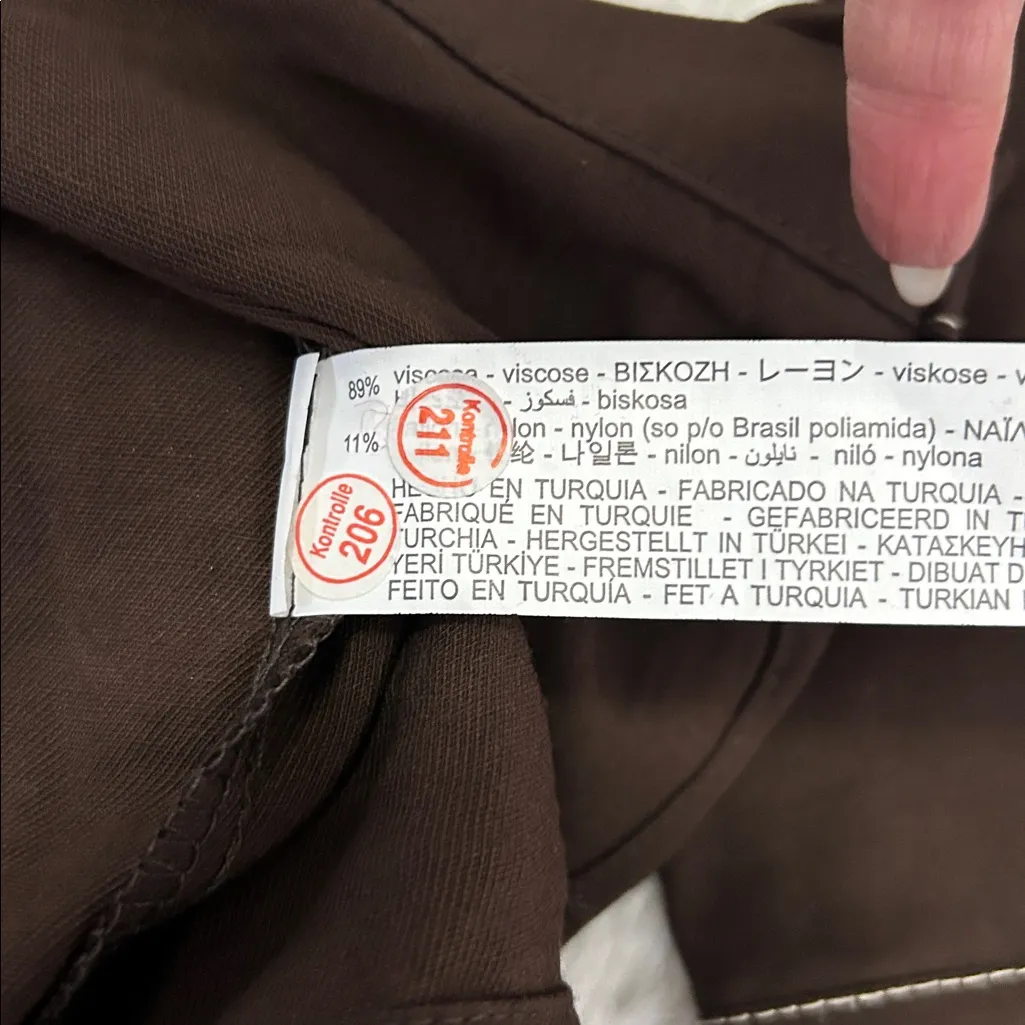 89% viscosa - viscose - ΒΙΣΚΟΖΗ - レーヨン - viskose -
- فسكوز - biskosa
11% lon - nylon (so p/o Brasil poliamida) - ΝΑΪΛ
纶 - 나일론 - nilon - نايلون - niló - nylona
HECHO EN TURQUIA - FABRICADO NA TURQUIA -
FABRIQUÉ EN TURQUIE - GEFABRICEERD IN T
TURCHIA - HERGESTELLT IN TÜRKEI - ΚΑΤΑΣΚΕΥΗ
YERİ TÜRKİYE - FREMSTILLET I TYRKIET - DIBUAT D
FEITO EN TURQUÍA - FET A TURQUIA - TURKIAN
Kontrolle
211
Kontrolle
206